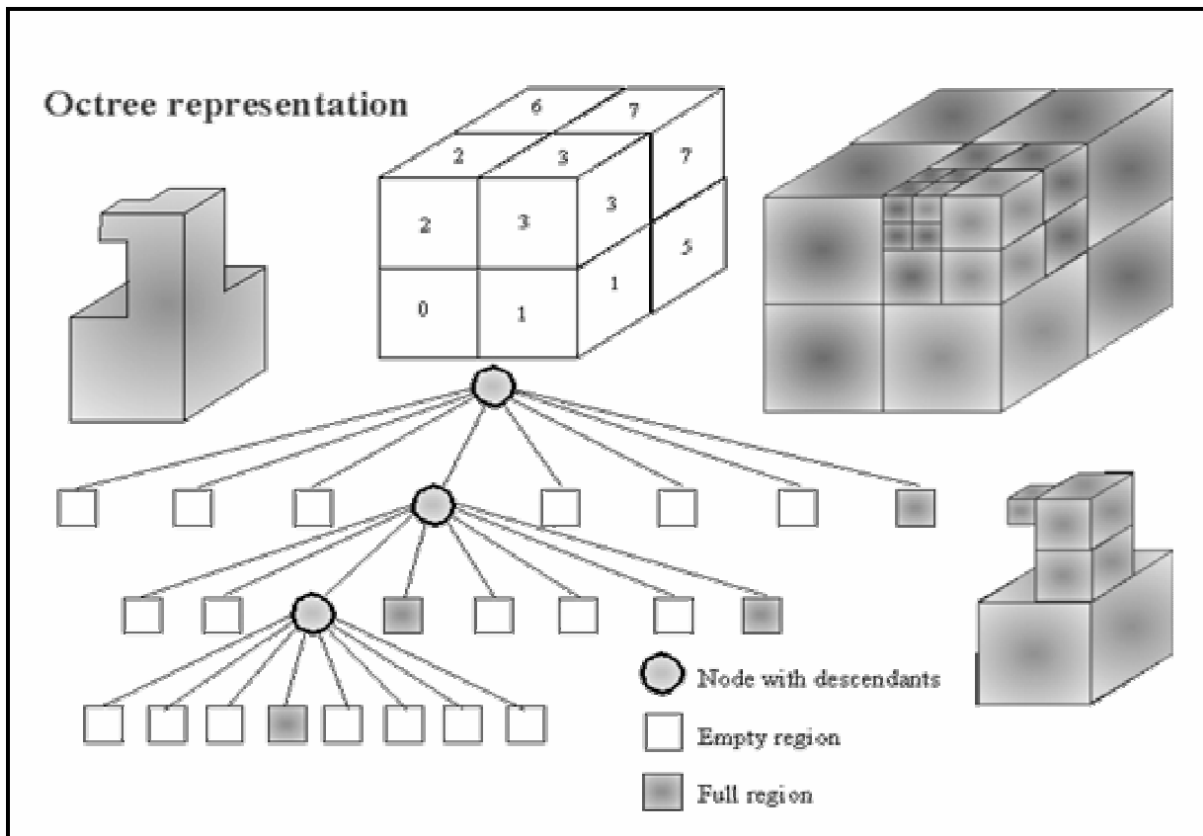 Octree representation
6 7
2 3 7
2 3 3
0 1 1 5
Node with descendants
Empty region
Full region